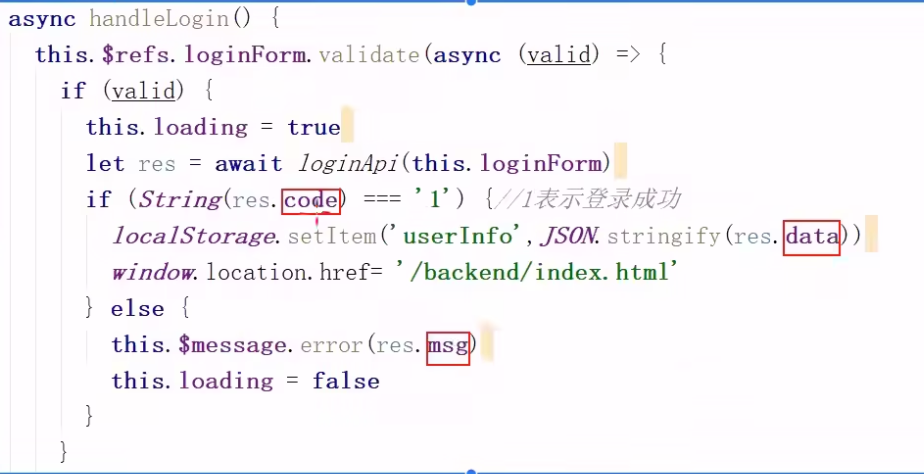 async handleLogin() {
this.$refs.loginForm.validate(async (valid) => {
if (valid) {
this.loading = true
let res = await loginApi(this.loginForm)
if (String(res.code) === '1') {//1表示登录成功
localStorage.setItem('userInfo',JSON.stringify(res.data))
window.location.href= '/backend/index.html'
} else {
this.$message.error(res.msg)
this.loading = false
}
}